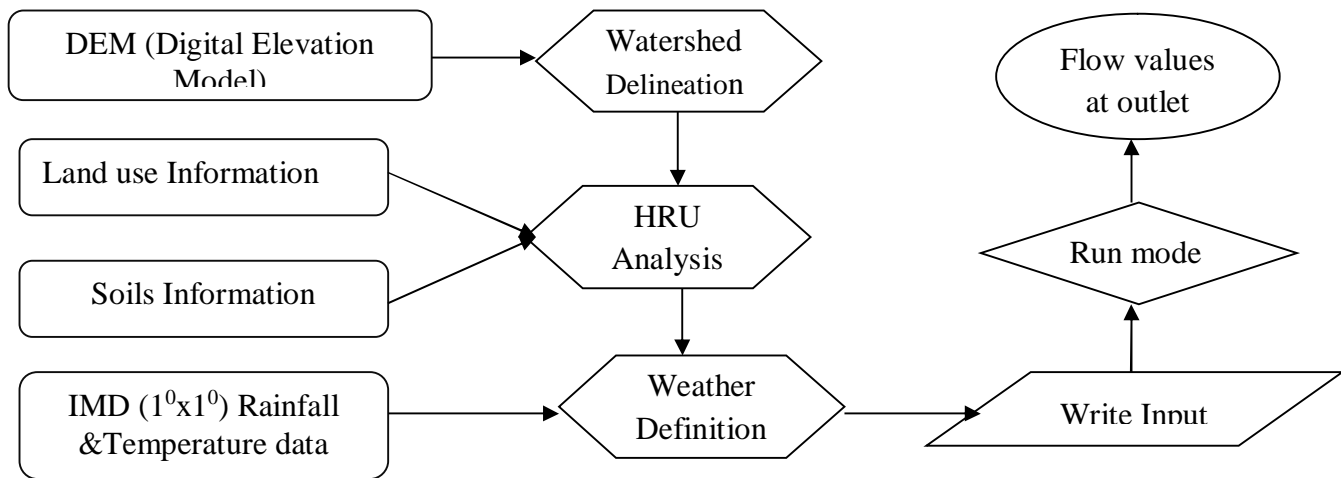 DEM (Digital Elevation
Model)
Watershed
Delineation
Flow values
at outlet
Land use Information
HRU
Analysis
Run mode
Soils Information
IMD (1⁰x1⁰) Rainfall
&Temperature data
Weather
Definition
Write Input